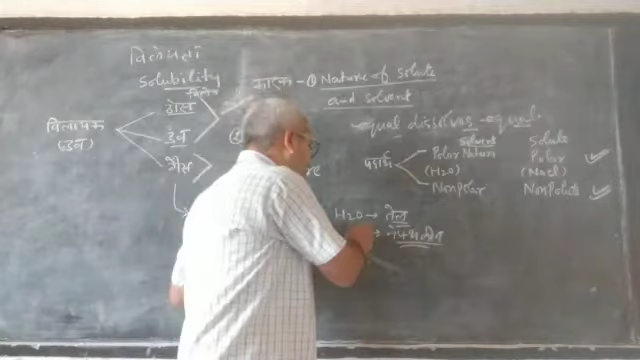 विलेयता
Solubility
कारक - ① Nature of Solute
and solvent
विलायक
(द्रव)
ठोस
विलेय
द्रव
गैस
equal dissolves equal.
पदार्थ
Solvent
Polar Nature
(H2O)
Nonpolar
Solute
Polar
(NaCl)
✓
✓
H2O → तेल